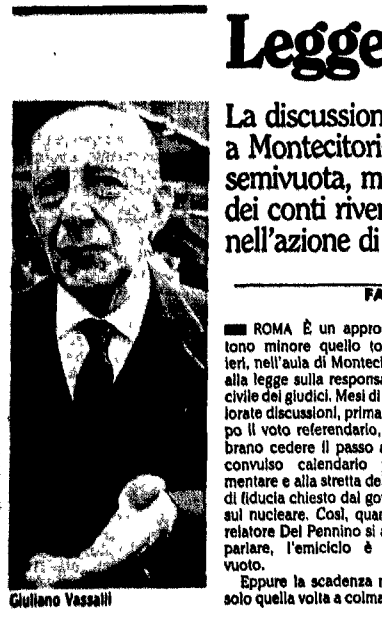 Legge
La discussion
a Montecitori
semivuota, m
dei conti river
nell'azione di
FA
ROMA È un appro
tono minore quello to
ieri, nell'aula di Monteci
alla legge sulla responsa
civile dei giudici. Mesi di
lorate discussioni, prima
po il voto referendario,
brano cedere il passo a
convulso calendario
mentare e alla stretta de
di fiducia chiesto dal go
sul nucleare. Così, quan
relatore Del Pennino si a
parlare, l'emiciclo è
vuoto.
Eppure la scadenza n
solo quella volta a colma
Giuliano Vassalli